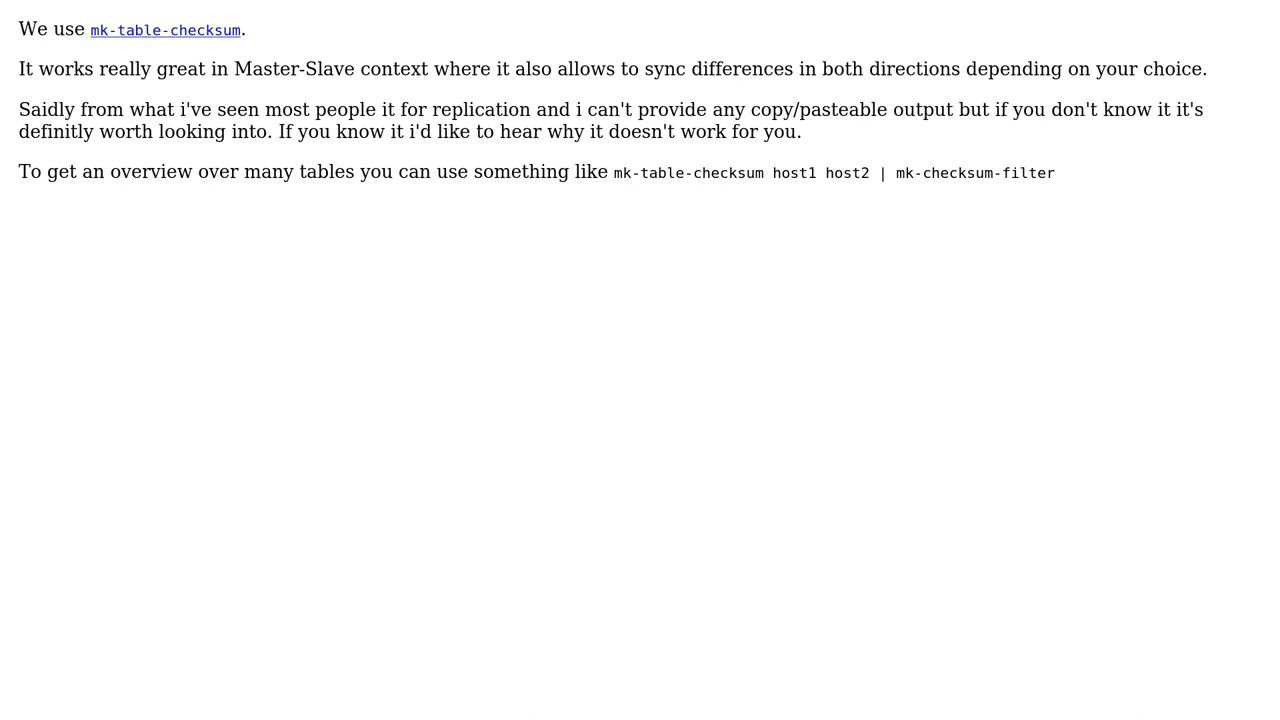 We use mk-table-checksum.
It works really great in Master-Slave context where it also allows to sync differences in both directions depending on your choice.
Saidly from what i've seen most people it for replication and i can't provide any copy/pasteable output but if you don't know it it's
definitly worth looking into. If you know it i'd like to hear why it doesn't work for you.
To get an overview over many tables you can use something like mk-table-checksum host1 host2 | mk-checksum-filter